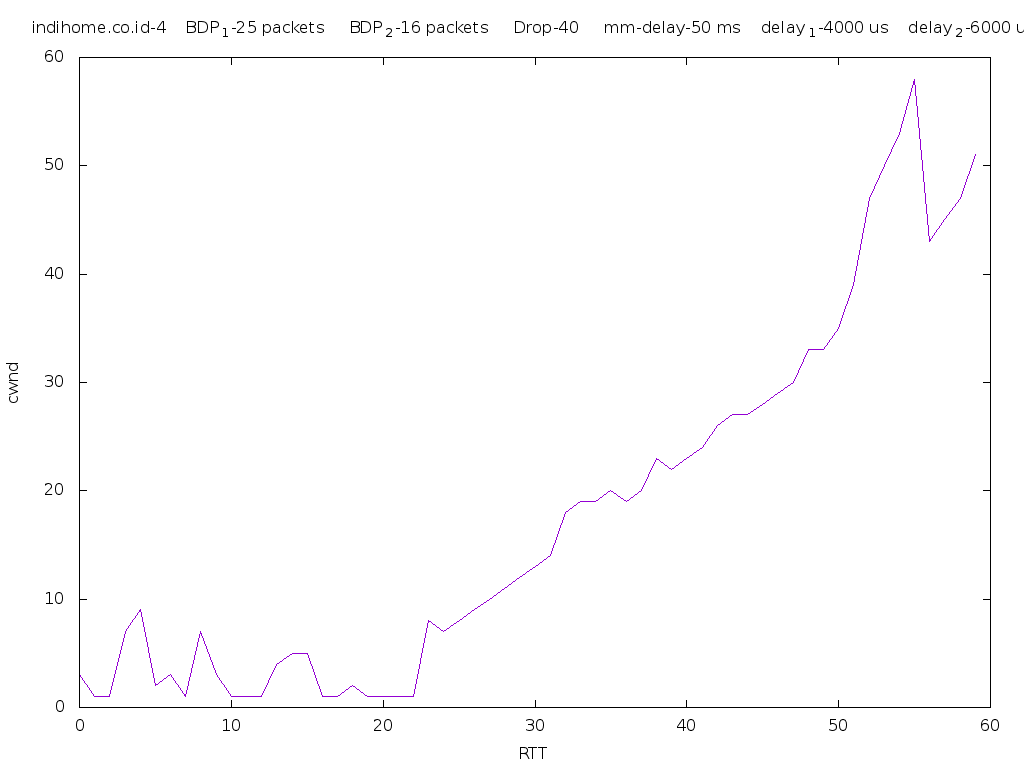 indihome.co.id-4 BDP1-25 packets BDP2-16 packets Drop-40 mm-delay-50 ms delay1-4000 us delay2-6000 u
60
50
40
30
20
10
0
cwnd
0 10 20 30 40 50 60
RTT